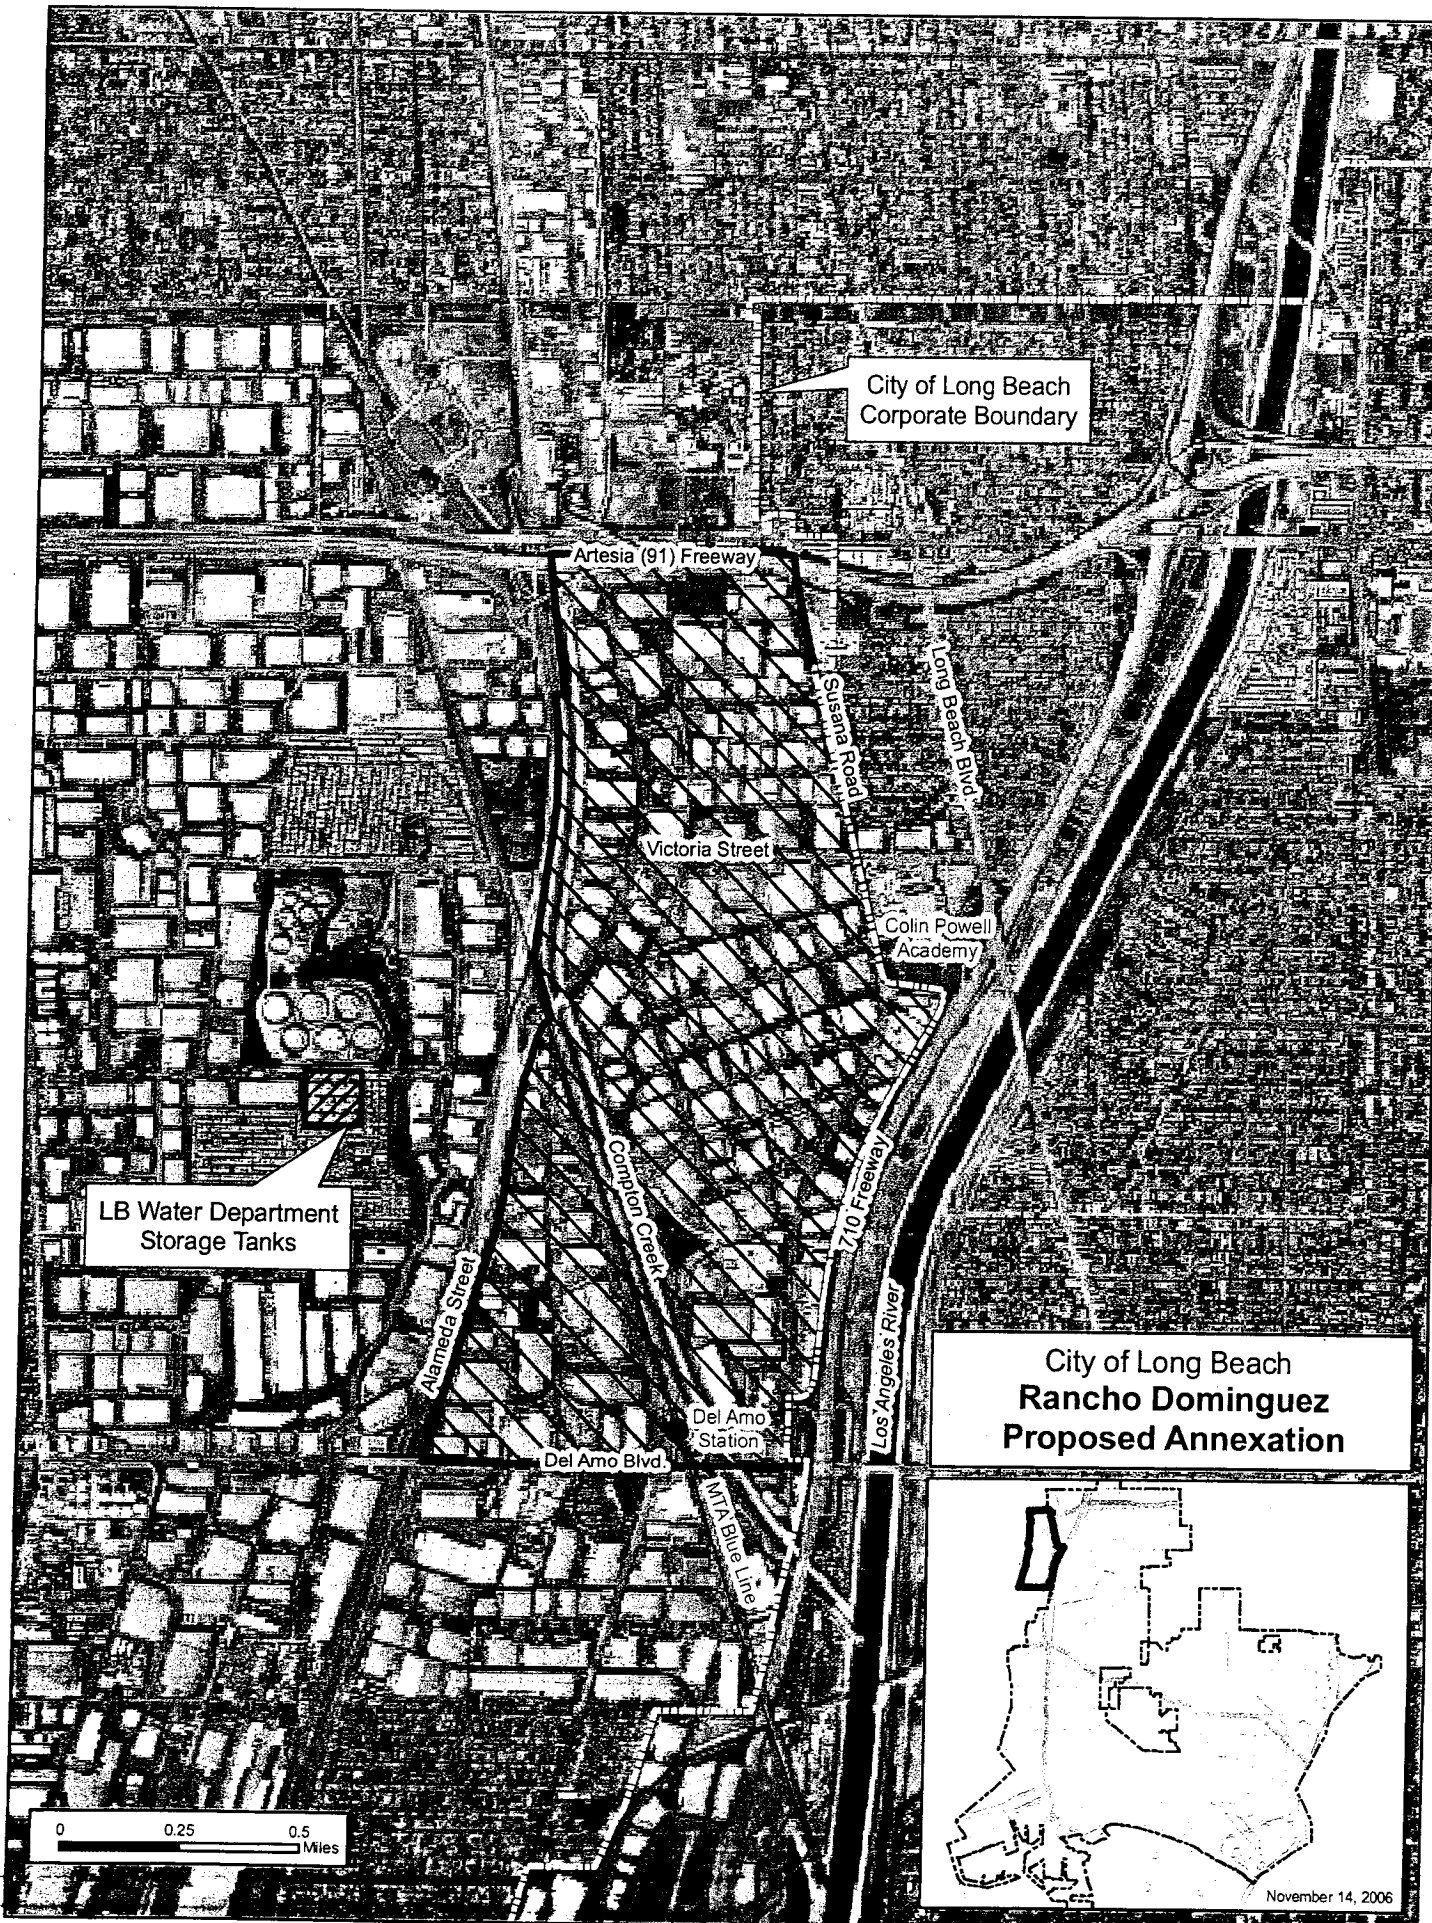 City of Long Beach
Corporate Boundary
Artesia (91) Freeway
Susana Road
Long Beach Blvd.
Victoria Street
Colin Powell
Academy
Compton Creek
710 Freeway
LB Water Department
Storage Tanks
Alameda Street
Los Angeles River
Del Amo
Station
Del Amo Blvd.
MTA Blue Line
City of Long Beach
Rancho Dominguez
Proposed Annexation
0 0.25 0.5
Miles
November 14, 2006